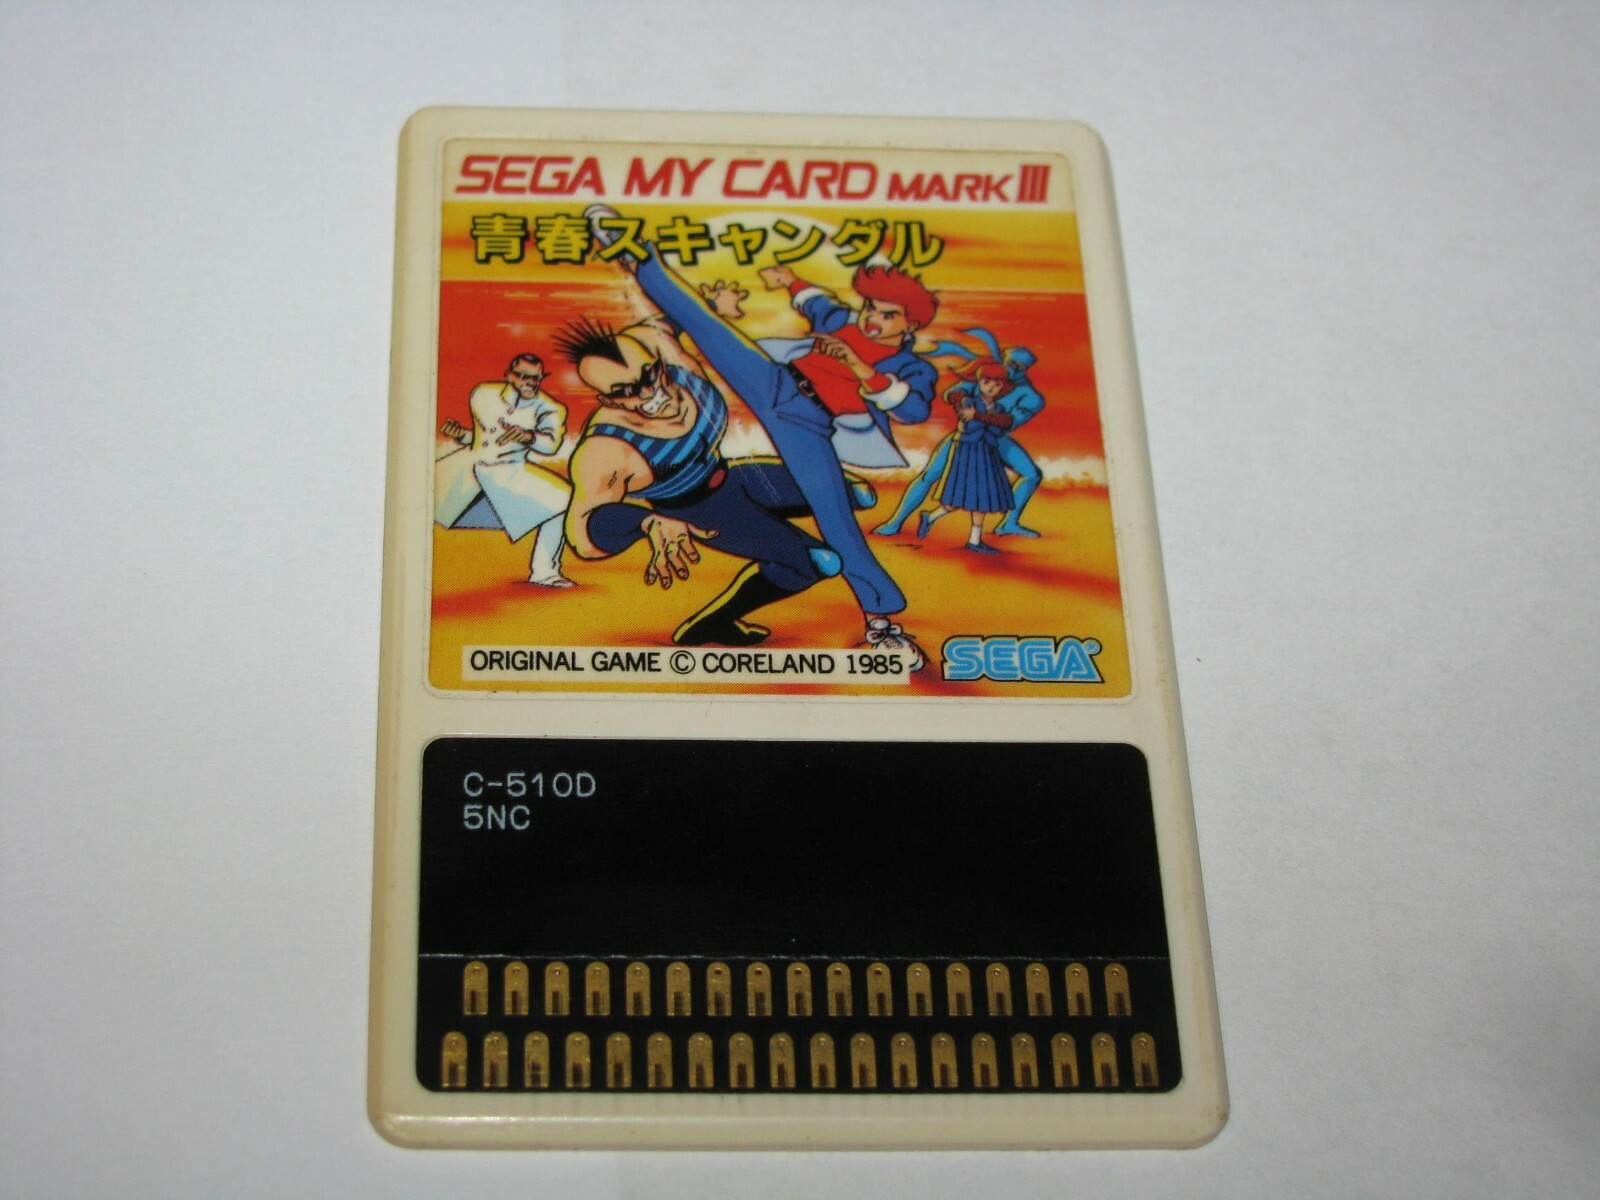 SEGA MY CARD MARK III
青春スキャンダル
ORIGINAL GAME © CORELAND 1985
SEGA®
C-510D
5NC